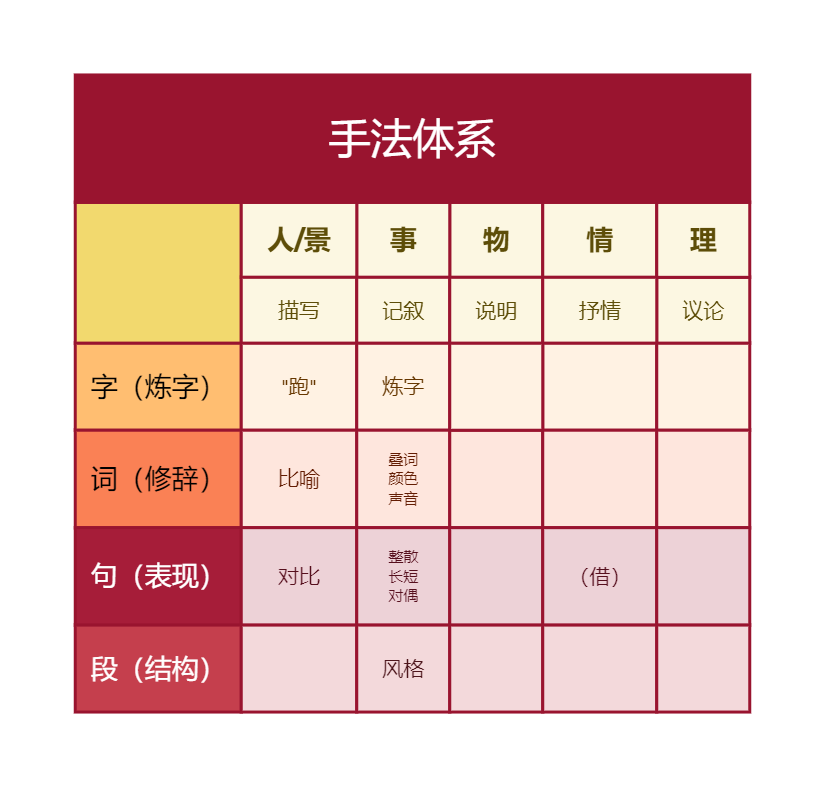 手法体系
人/景 事 物 情 理
描写 记叙 说明 抒情 议论
字（炼字） "跑" 炼字
词（修辞） 比喻 叠词
颜色
声音
句（表现） 对比 整散
长短
对偶
（借）
段（结构） 风格